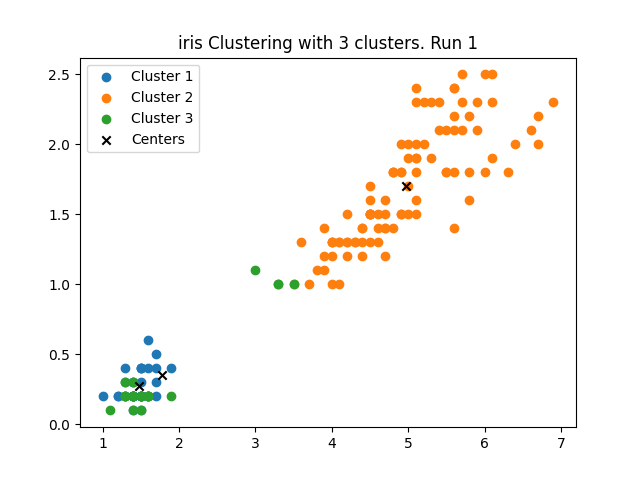 iris Clustering with 3 clusters. Run 1
Cluster 1
Cluster 2
Cluster 3
Centers
2.5
2.0
1.5
1.0
0.5
0.0
1 2 3 4 5 6 7